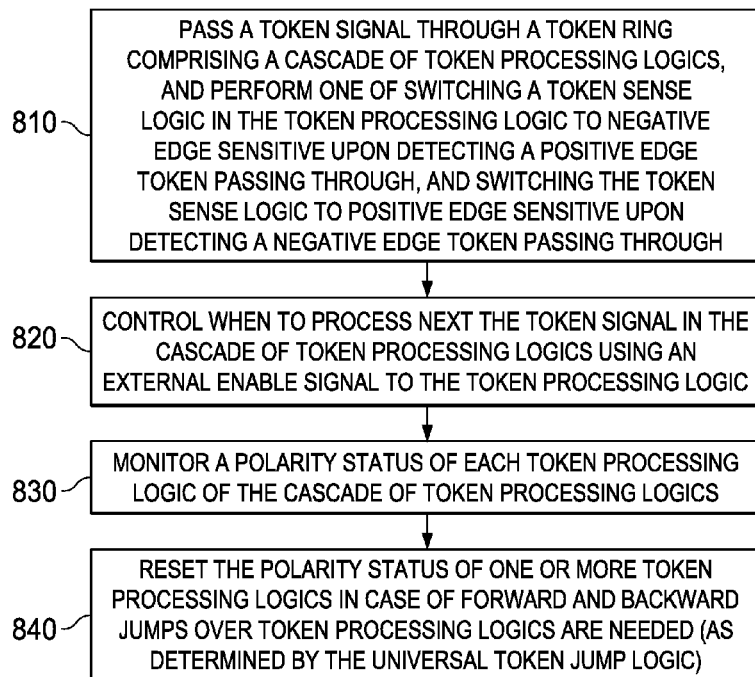 810
PASS A TOKEN SIGNAL THROUGH A TOKEN RING
COMPRISING A CASCADE OF TOKEN PROCESSING LOGICS,
AND PERFORM ONE OF SWITCHING A TOKEN SENSE
LOGIC IN THE TOKEN PROCESSING LOGIC TO NEGATIVE
EDGE SENSITIVE UPON DETECTING A POSITIVE EDGE
TOKEN PASSING THROUGH, AND SWITCHING THE TOKEN
SENSE LOGIC TO POSITIVE EDGE SENSITIVE UPON
DETECTING A NEGATIVE EDGE TOKEN PASSING THROUGH
820
CONTROL WHEN TO PROCESS NEXT THE TOKEN SIGNAL IN THE
CASCADE OF TOKEN PROCESSING LOGICS USING AN
EXTERNAL ENABLE SIGNAL TO THE TOKEN PROCESSING LOGIC
830
MONITOR A POLARITY STATUS OF EACH TOKEN PROCESSING
LOGIC OF THE CASCADE OF TOKEN PROCESSING LOGICS
840
RESET THE POLARITY STATUS OF ONE OR MORE TOKEN
PROCESSING LOGICS IN CASE OF FORWARD AND BACKWARD
JUMPS OVER TOKEN PROCESSING LOGICS ARE NEEDED (AS
DETERMINED BY THE UNIVERSAL TOKEN JUMP LOGIC)